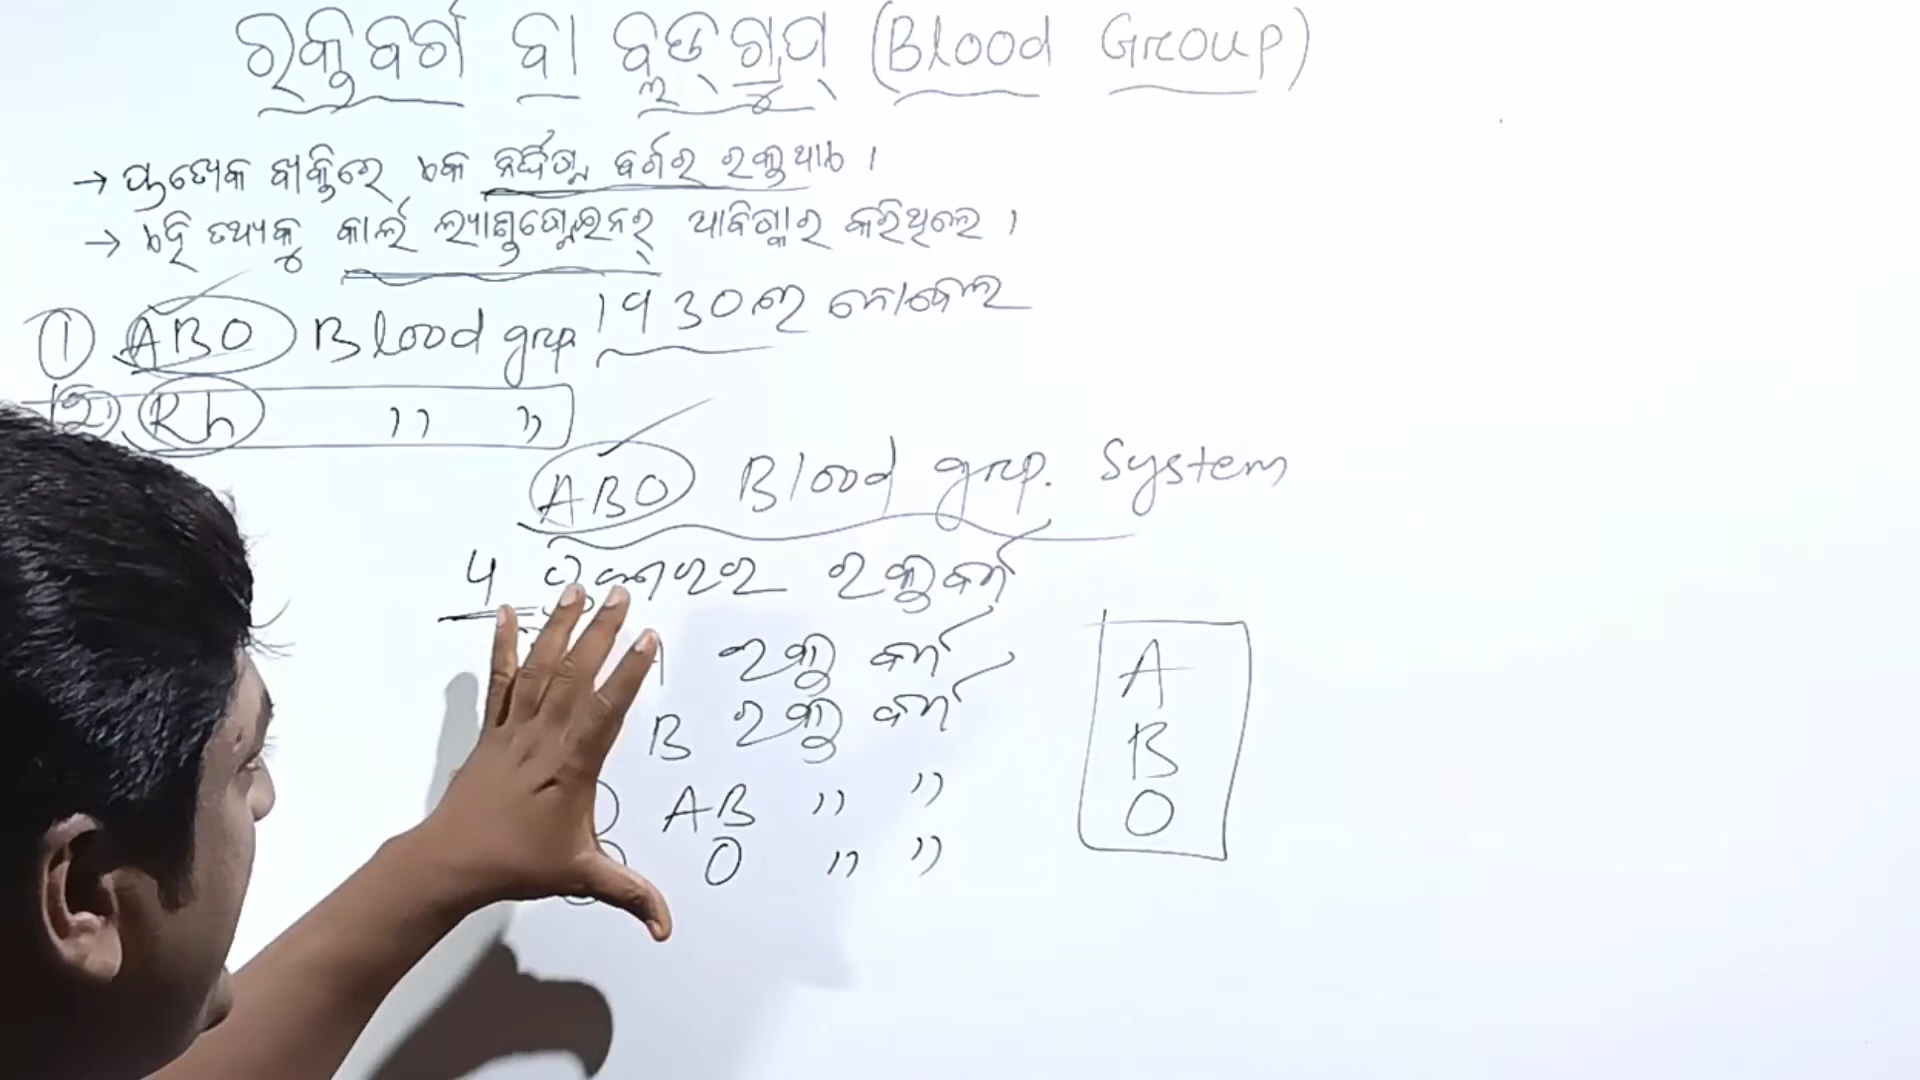 ରକ୍ତବର୍ଗ ବା ବ୍ଲଡ୍‌ଗ୍ରୁପ୍ (Blood Group)
→ ପ୍ରତ୍ୟେକ ବ୍ୟକ୍ତିରେ ଏକ ନିର୍ଦ୍ଦିଷ୍ଟ ବର୍ଗର ରକ୍ତ ଥାଏ ।
→ ଏହି ତଥ୍ୟକୁ କାର୍ଲ ଲ୍ୟାଣ୍ଡଷ୍ଟେନର୍ ଆବିଷ୍କାର କରିଥିଲେ ।
1930ରେ ନୋବେଲ
① ABO Blood grp
② Rh ,, ,,
ABO Blood grp. System
4 ପ୍ରକାରର ରକ୍ତବର୍ଗ
A ରକ୍ତ ବର୍ଗ
B ରକ୍ତ ବର୍ଗ
AB ,, ,,
O ,, ,,
A
B
O